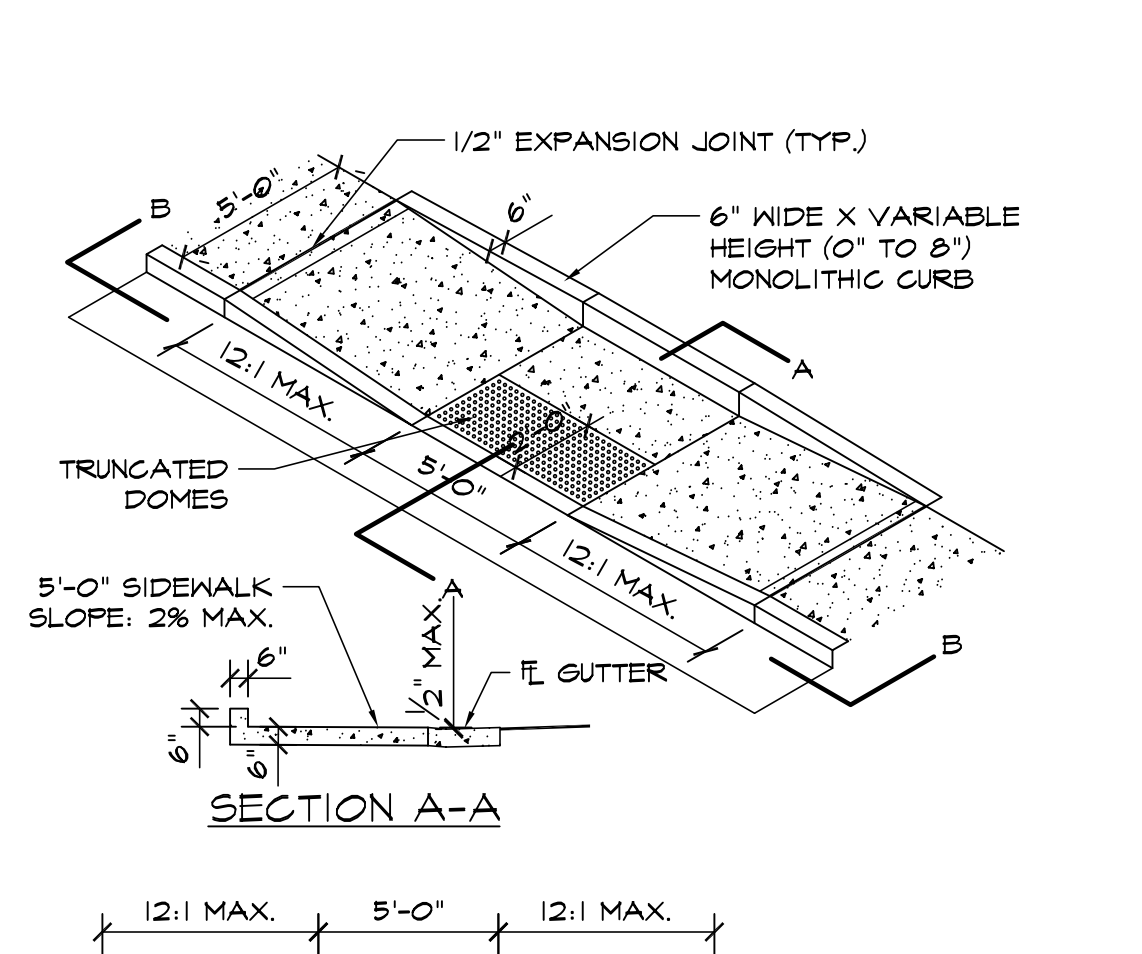 1/2" EXPANSION JOINT (TYP.)
5'-0"
B
6"
6" WIDE X VARIABLE
HEIGHT (0" TO 8")
MONOLITHIC CURB
A
12:1 MAX.
TRUNCATED
DOMES
5'-0"
12:1 MAX.
A
B
5'-0" SIDEWALK
SLOPE: 2% MAX.
6"
1/2" MAX.
FL GUTTER
6"
6"
SECTION A-A
12:1 MAX.
5'-0"
12:1 MAX.